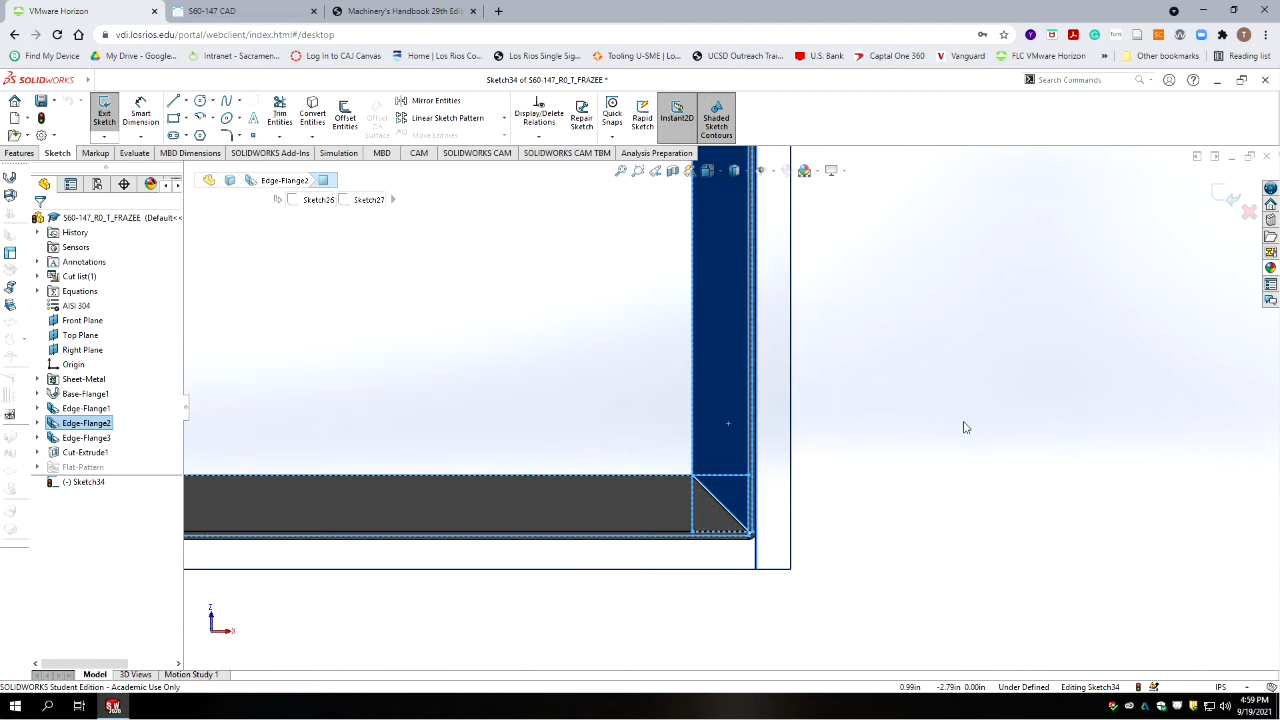 VMware Horizon
S60-147 CAD
Machinery's Handbook 29th Edit
vdi.losrios.edu/portal/webclient/index.html#/desktop
Find My Device
My Drive - Google...
Intranet - Sacrament...
Log In to CAJ Canvas
Home | Los Rios Co...
Los Rios Single Sig...
Tooling U-SME | Lo...
UCSD Outreach Trai...
U.S. Bank
Captal One 360
Vanguard
FLC VMware Horizon
Reading list
SOLIDWORKS
Sketch34 of S60-147_R0_T_FRAZEE *
Search Commands
Exit Sketch
Smart Dimension
Trim Entities
Convert Entities
Offset Entities
Offset On Surface
Mirror Entities
Linear Sketch Pattern
Move Entities
Display/Delete Relations
Repair Sketch
Quick Snaps
Rapid Sketch
Instant2D
Shaded Sketch Contours
Features
Sketch
Markup
Evaluate
MBD Dimensions
SOLIDWORKS Add-Ins
Simulation
MBD
CAM
SOLIDWORKS CAM
SOLIDWORKS CAM TBM
Analysis Preparation
Edge-Flange2
Sketch26
Sketch27
S60-147_R0_T_FRAZEE (Default<<
History
Sensors
Annotations
Cut list(1)
Equations
AISI 304
Front Plane
Top Plane
Right Plane
Origin
Sheet-Metal
Base-Flange1
Edge-Flange1
Edge-Flange2
Edge-Flange3
Cut-Extrude1
Flat-Pattern
(-) Sketch34
Z
X
Model
3D Views
Motion Study 1
SOLIDWORKS Student Edition - Academic Use Only
0.99in
-2.79in
0.00in
Under Defined
Editing Sketch34
IPS
4:59 PM
9/19/2021